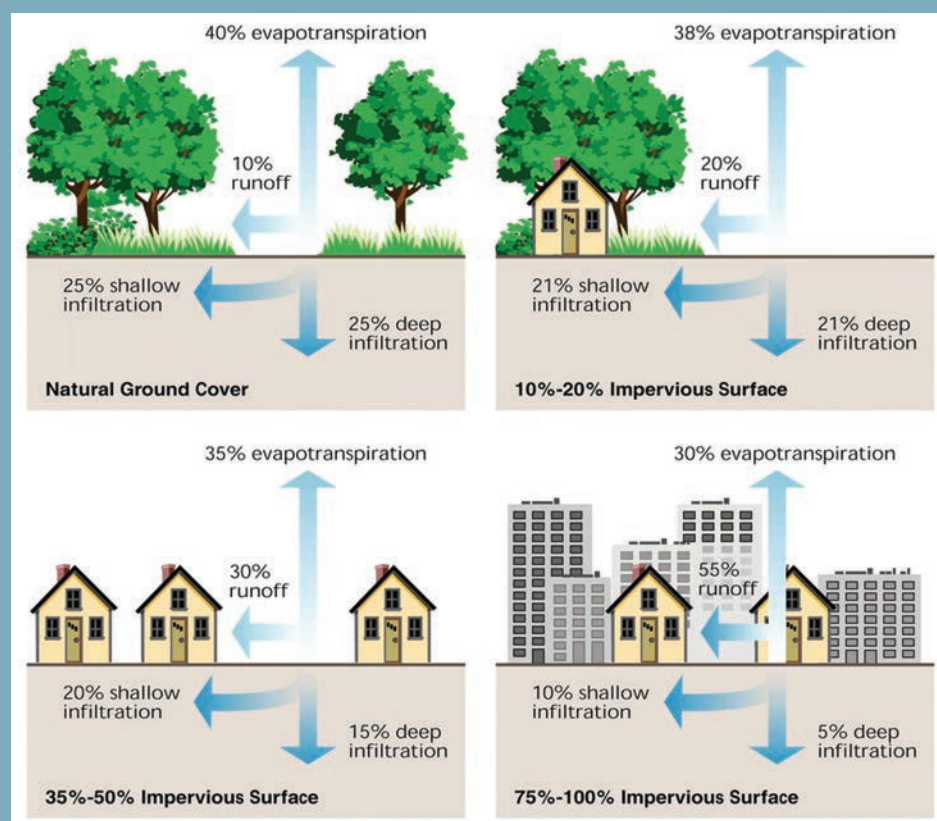 40% evapotranspiration
10%
runoff
25% shallow
infiltration
25% deep
infiltration
Natural Ground Cover
38% evapotranspiration
20%
runoff
21% shallow
infiltration
21% deep
infiltration
10%-20% Impervious Surface
35% evapotranspiration
30%
runoff
20% shallow
infiltration
15% deep
infiltration
35%-50% Impervious Surface
30% evapotranspiration
55%
runoff
10% shallow
infiltration
5% deep
infiltration
75%-100% Impervious Surface